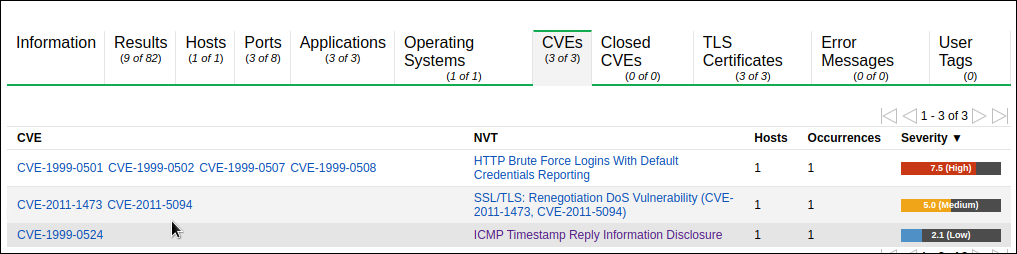 Information Results Hosts Ports Applications Operating CVEs Closed TLS Error User
(9 of 82) (1 of 1) (3 of 8) (3 of 3) Systems (3 of 3) CVEs Certificates Messages Tags
(1 of 1) (0 of 0) (3 of 3) (0 of 0) (0)
1 - 3 of 3
CVE NVT Hosts Occurrences Severity ▼
CVE-1999-0501 CVE-1999-0502 CVE-1999-0507 CVE-1999-0508 HTTP Brute Force Logins With Default 1 1 7.5 (High)
Credentials Reporting
CVE-2011-1473 CVE-2011-5094 SSL/TLS: Renegotiation DoS Vulnerability (CVE- 1 1 5.0 (Medium)
2011-1473, CVE-2011-5094)
CVE-1999-0524 ICMP Timestamp Reply Information Disclosure 1 1 2.1 (Low)